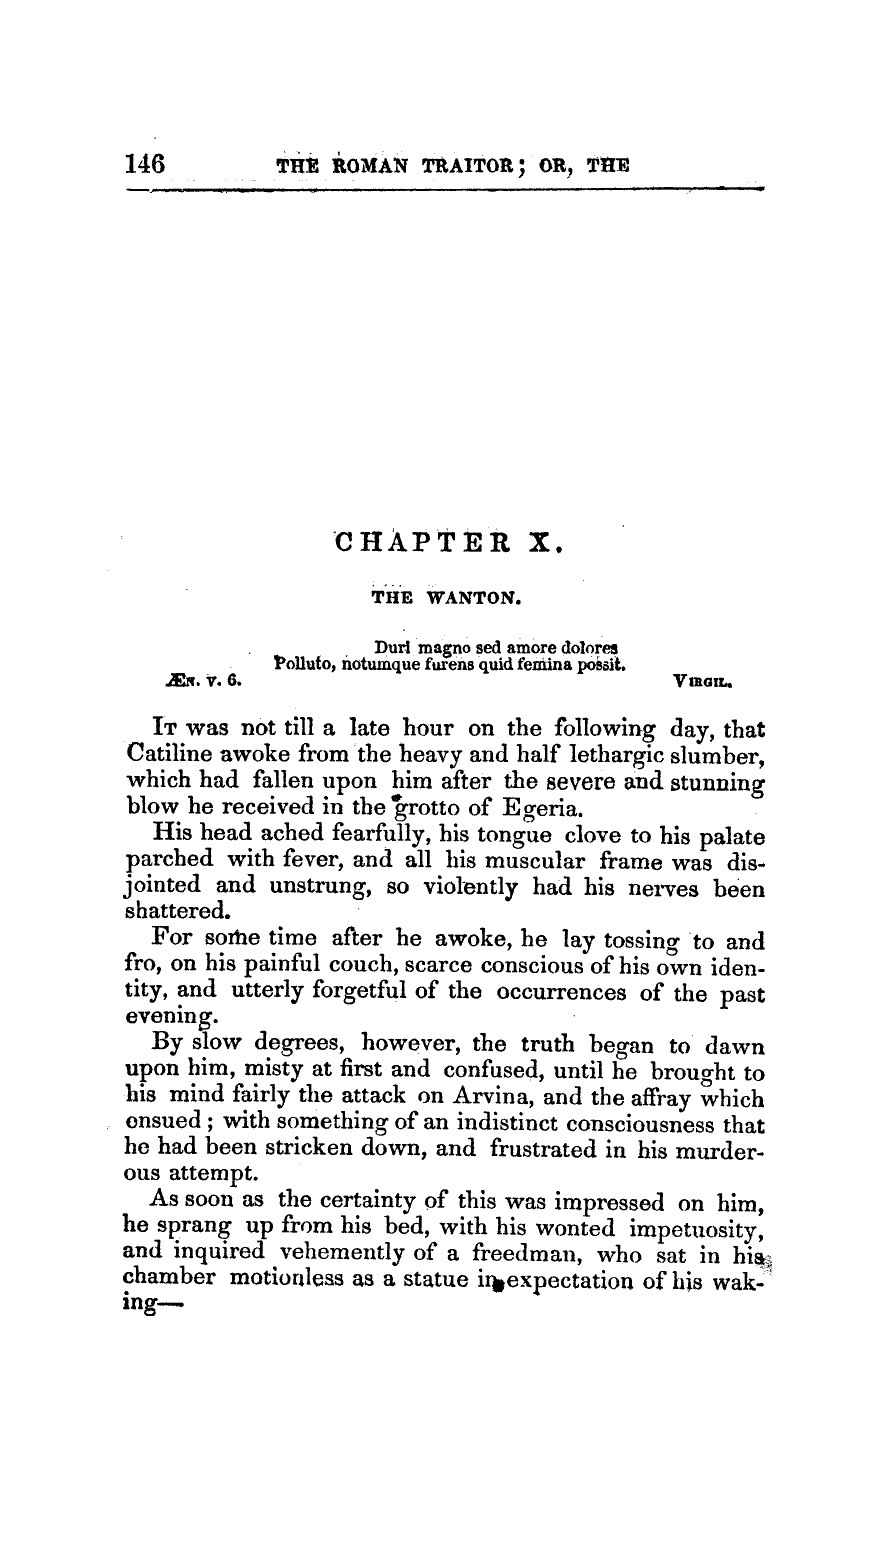 146 THE ROMAN TRAITOR; OR, THE
CHAPTER X.
THE WANTON.
Duri magno sed amore dolores
Polluto, notumque furens quid femina possit.
ÆN. V. 6. VIRGIL.
IT was not till a late hour on the following day, that
Catiline awoke from the heavy and half lethargic slumber,
which had fallen upon him after the severe and stunning
blow he received in the grotto of Egeria.
His head ached fearfully, his tongue clove to his palate
parched with fever, and all his muscular frame was dis-
jointed and unstrung, so violently had his nerves been
shattered.
For some time after he awoke, he lay tossing to and
fro, on his painful couch, scarce conscious of his own iden-
tity, and utterly forgetful of the occurrences of the past
evening.
By slow degrees, however, the truth began to dawn
upon him, misty at first and confused, until he brought to
his mind fairly the attack on Arvina, and the affray which
onsued; with something of an indistinct consciousness that
he had been stricken down, and frustrated in his murder-
ous attempt.
As soon as the certainty of this was impressed on him,
he sprang up from his bed, with his wonted impetuosity,
and inquired vehemently of a freedman, who sat in his
chamber motionless as a statue in expectation of his wak-
ing—